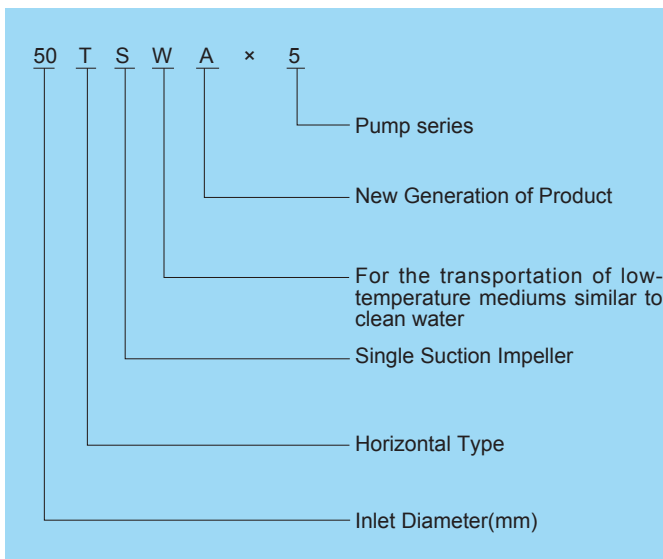 50 T S W A × 5
Pump series
New Generation of Product
For the transportation of low-
temperature mediums similar to
clean water
Single Suction Impeller
Horizontal Type
Inlet Diameter(mm)